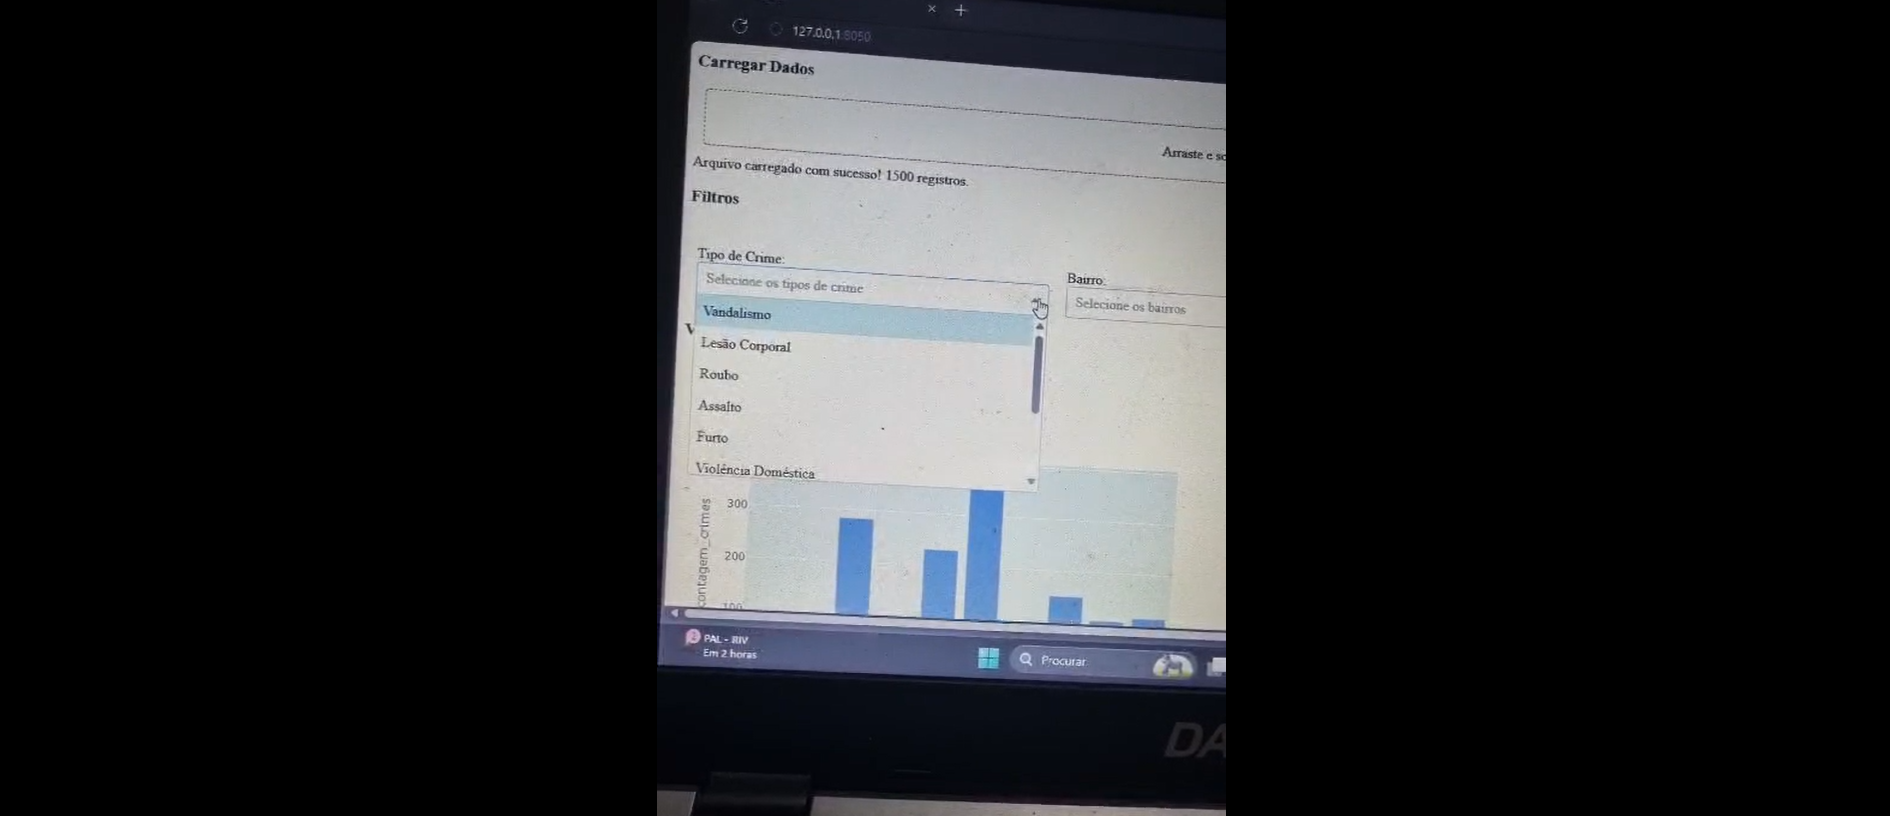 127.0.0.1:8050
Carregar Dados
Arraste e so
Arquivo carregado com sucesso! 1500 registros.
Filtros
Tipo de Crime:
Selecione os tipos de crime
Bairro:
Selecione os bairros
Vandalismo
V
Lesão Corporal
Roubo
Assalto
Furto
Violência Doméstica
300
200
100
contagem_crimes
2
PAL - RIV
Em 2 horas
Procurar
DA